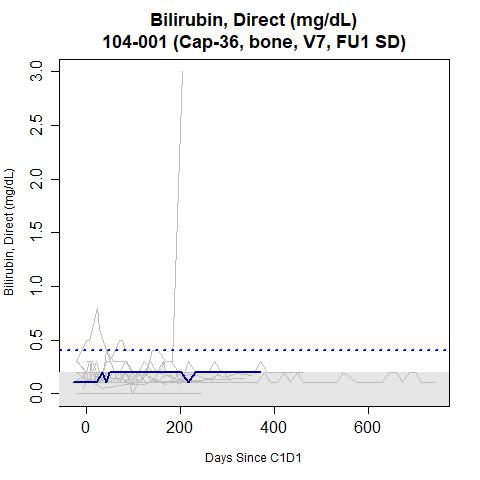 Bilirubin, Direct (mg/dL)
104-001 (Cap-36, bone, V7, FU1 SD)
Bilirubin, Direct (mg/dL)
3.0
2.5
2.0
1.5
1.0
0.5
0.0
0 200 400 600
Days Since C1D1